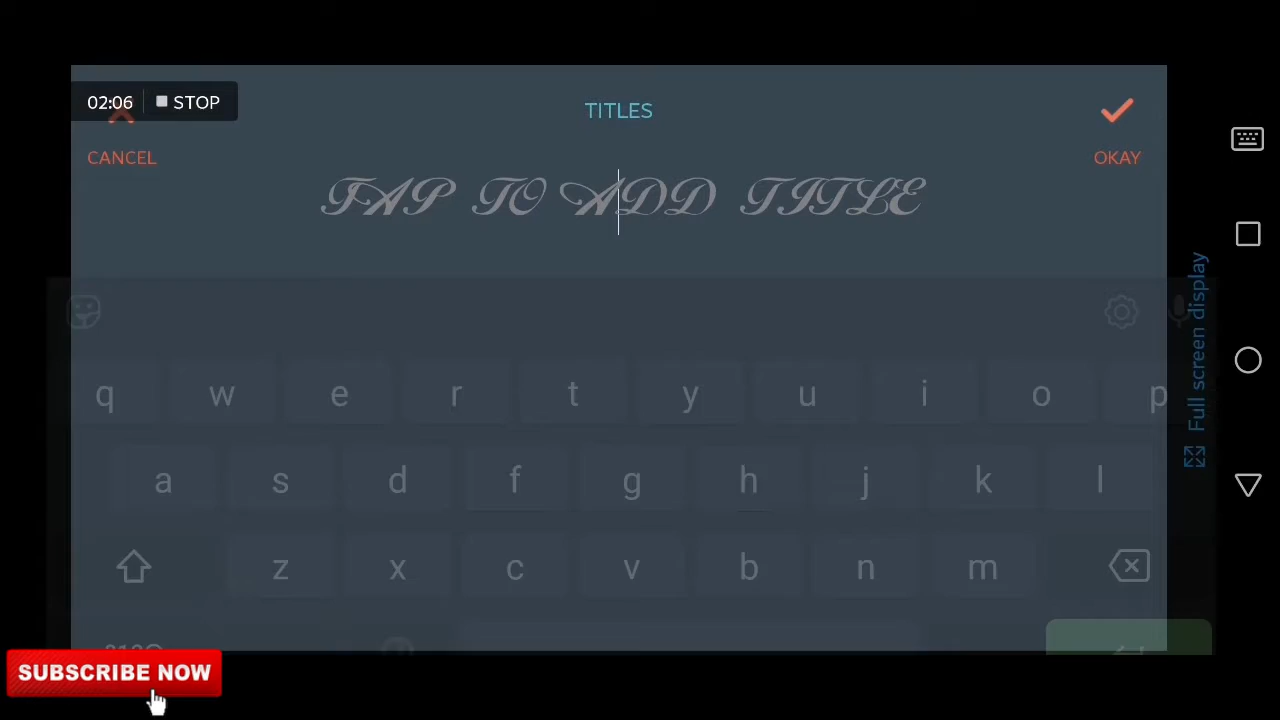 02:06 STOP
TITLES
CANCEL
OKAY
TAP TO ADD TITLE
Full screen display
q w e r t y u i o p
a s d f g h j k l
z x c v b n m
SUBSCRIBE NOW